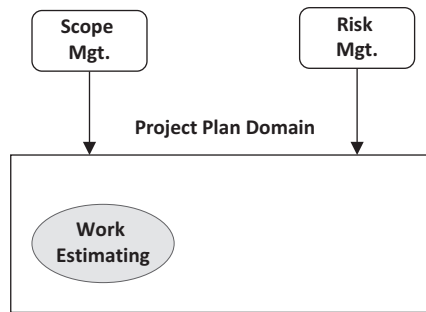 Scope
Mgt.
Risk
Mgt.
Project Plan Domain
Work
Estimating